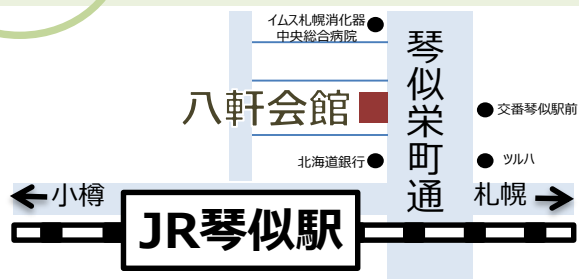 イムス札幌消化器
中央総合病院
琴似栄町通
八軒会館
交番琴似駅前
北海道銀行
ツルハ
小樽
札幌
JR琴似駅